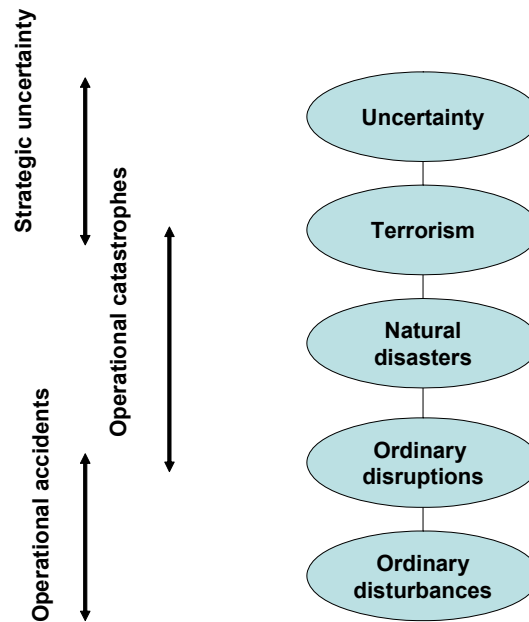 Strategic uncertainty
Operational catastrophes
Operational accidents
Uncertainty
Terrorism
Natural
disasters
Ordinary
disruptions
Ordinary
disturbances